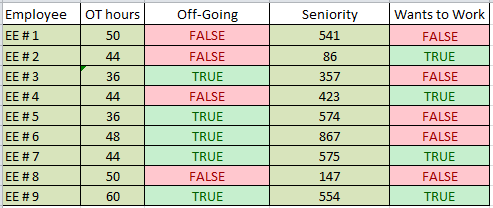 Employee OT hours Off-Going Seniority Wants to Work
EE # 1 50 FALSE 541 FALSE
EE # 2 44 FALSE 86 TRUE
EE # 3 36 TRUE 357 FALSE
EE # 4 44 FALSE 423 TRUE
EE # 5 36 TRUE 574 FALSE
EE # 6 48 TRUE 867 FALSE
EE # 7 44 TRUE 575 TRUE
EE # 8 50 FALSE 147 FALSE
EE # 9 60 TRUE 554 TRUE